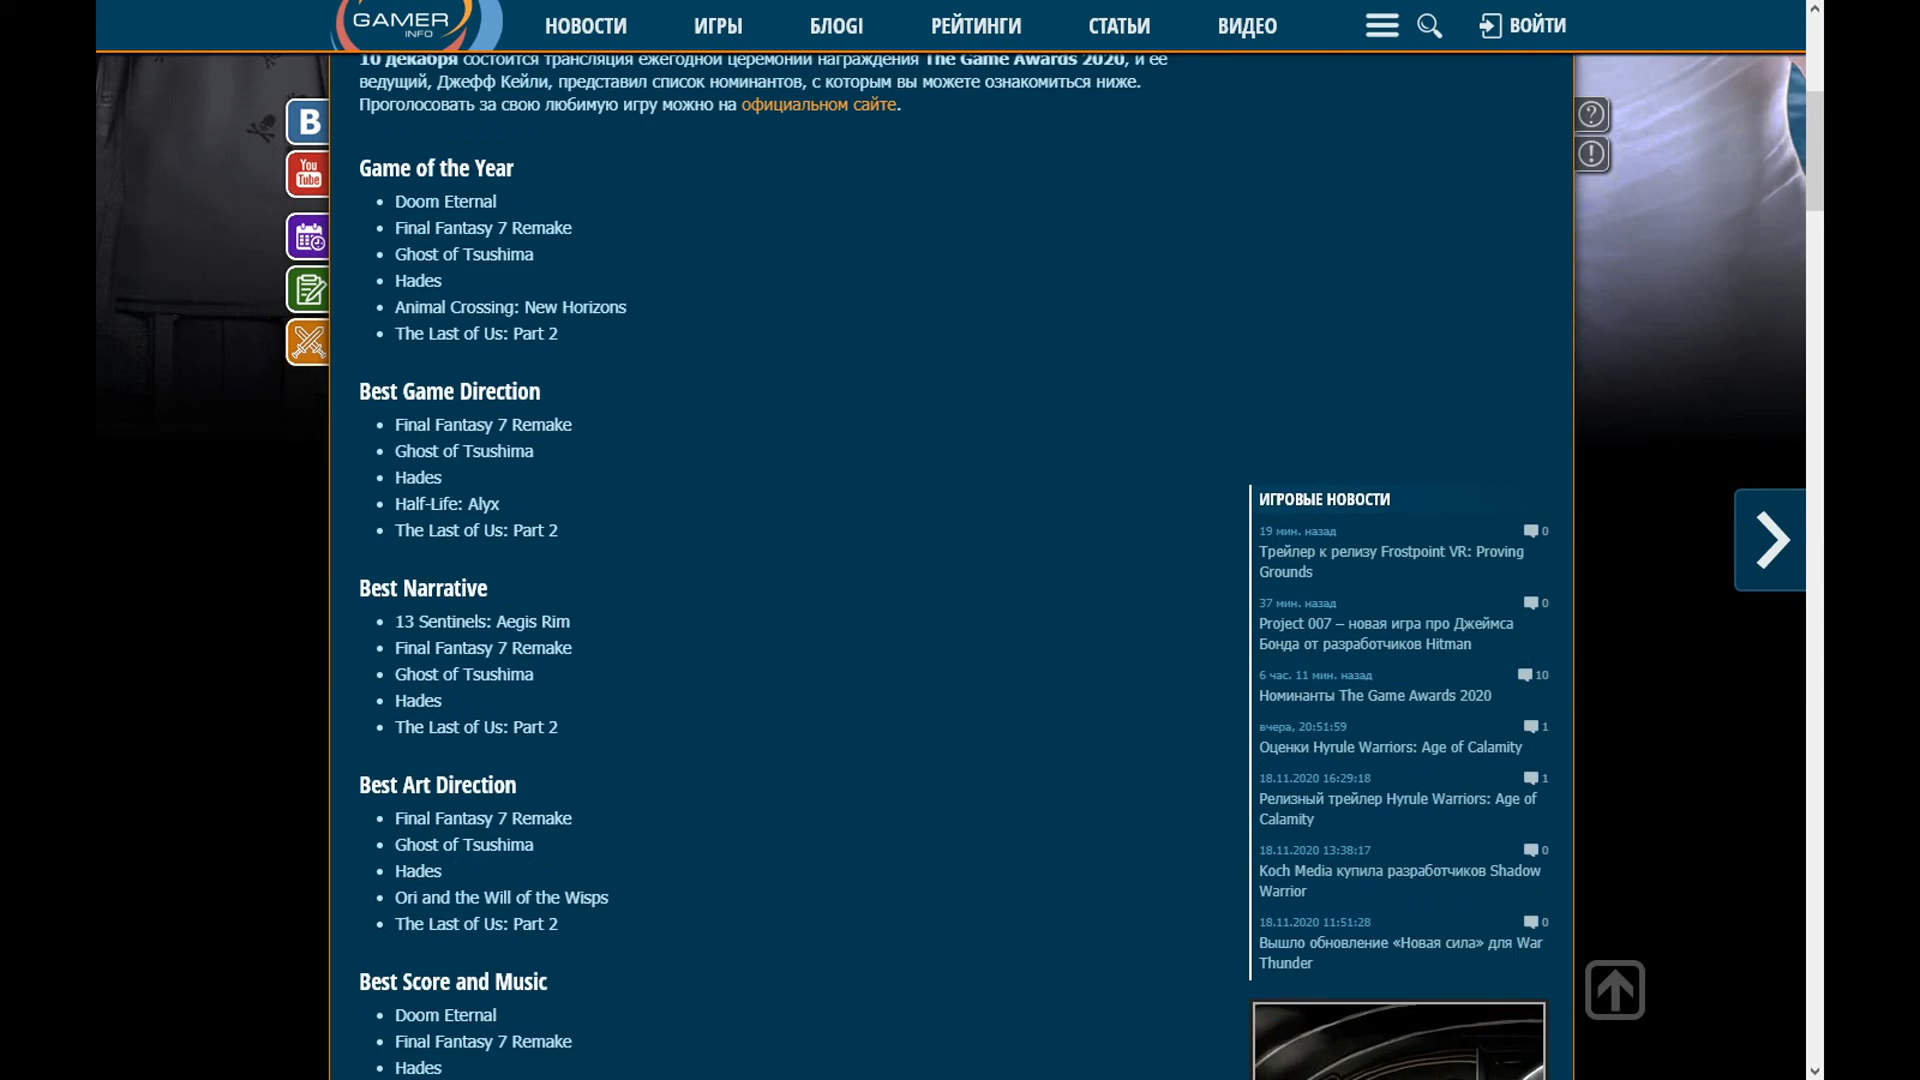 GAMER
INFO
НОВОСТИ
ИГРЫ
БЛОGI
РЕЙТИНГИ
СТАТЬИ
ВИДЕО
ВОЙТИ
10 декабря состоится трансляция ежегодной церемонии награждения The Game Awards 2020, и её
ведущий, Джефф Кейли, представил список номинантов, с которым вы можете ознакомиться ниже.
Проголосовать за свою любимую игру можно на официальном сайте.
B
You
Tube
Game of the Year
Doom Eternal
Final Fantasy 7 Remake
Ghost of Tsushima
Hades
Animal Crossing: New Horizons
The Last of Us: Part 2
Best Game Direction
Final Fantasy 7 Remake
Ghost of Tsushima
Hades
Half-Life: Alyx
The Last of Us: Part 2
Best Narrative
13 Sentinels: Aegis Rim
Final Fantasy 7 Remake
Ghost of Tsushima
Hades
The Last of Us: Part 2
Best Art Direction
Final Fantasy 7 Remake
Ghost of Tsushima
Hades
Ori and the Will of the Wisps
The Last of Us: Part 2
Best Score and Music
Doom Eternal
Final Fantasy 7 Remake
Hades
ИГРОВЫЕ НОВОСТИ
19 мин. назад 0
Трейлер к релизу Frostpoint VR: Proving
Grounds
37 мин. назад 0
Project 007 – новая игра про Джеймса
Бонда от разработчиков Hitman
6 час. 11 мин. назад 10
Номинанты The Game Awards 2020
вчера, 20:51:59 1
Оценки Hyrule Warriors: Age of Calamity
18.11.2020 16:29:18 1
Релизный трейлер Hyrule Warriors: Age of
Calamity
18.11.2020 13:38:17 0
Koch Media купила разработчиков Shadow
Warrior
18.11.2020 11:51:28 0
Вышло обновление «Новая сила» для War
Thunder